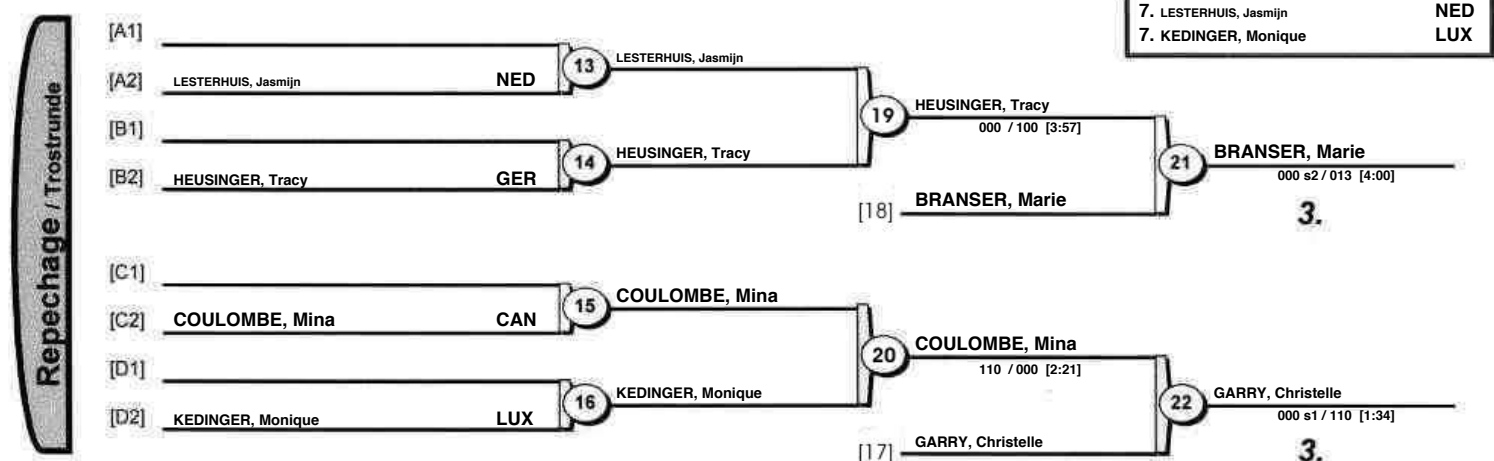 7. LESTERHUIS, Jasmijn NED
7. KEDINGER, Monique LUX
Repechage / Trostrunde
[A1]
[A2] LESTERHUIS, Jasmijn NED
13
LESTERHUIS, Jasmijn
[B1]
[B2] HEUSINGER, Tracy GER
14
HEUSINGER, Tracy
19
HEUSINGER, Tracy
000 / 100 [3:57]
[18] BRANSER, Marie
21
BRANSER, Marie
000 s2 / 013 [4:00]
3.
[C1]
[C2] COULOMBE, Mina CAN
15
COULOMBE, Mina
[D1]
[D2] KEDINGER, Monique LUX
16
KEDINGER, Monique
20
COULOMBE, Mina
110 / 000 [2:21]
[17] GARRY, Christelle
22
GARRY, Christelle
000 s1 / 110 [1:34]
3.